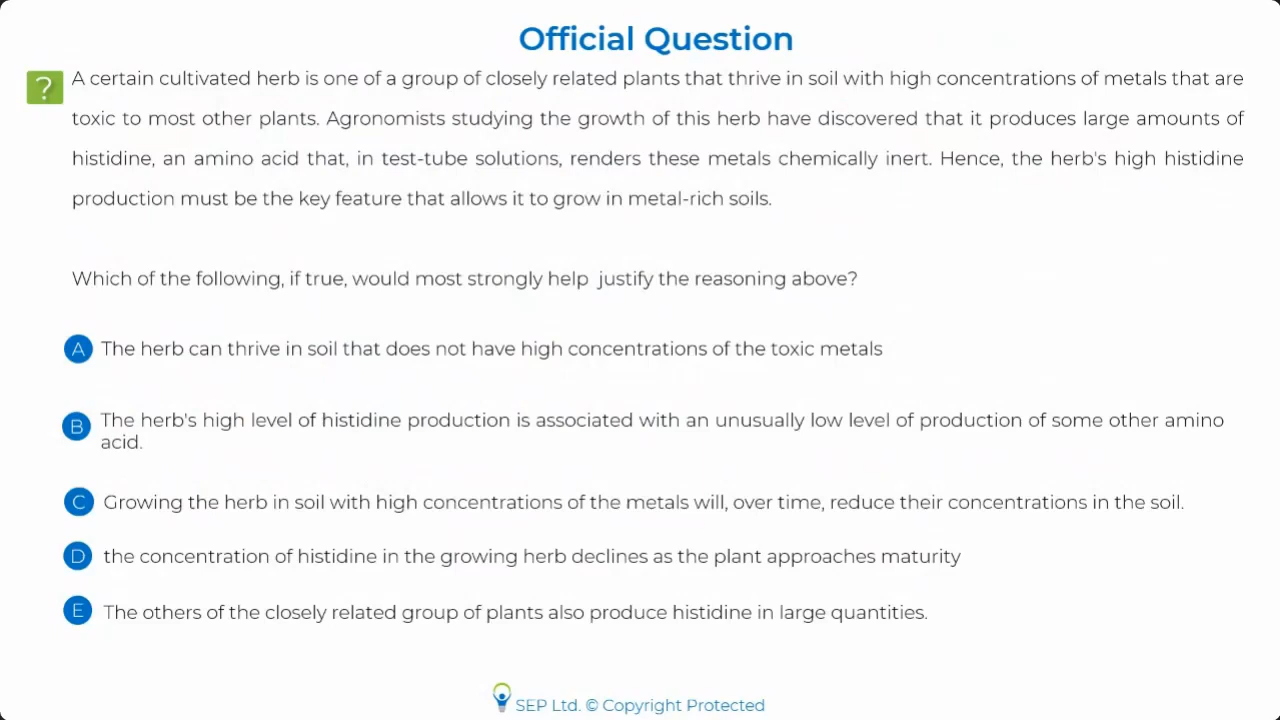 Official Question
?
A certain cultivated herb is one of a group of closely related plants that thrive in soil with high concentrations of metals that are
toxic to most other plants. Agronomists studying the growth of this herb have discovered that it produces large amounts of
histidine, an amino acid that, in test-tube solutions, renders these metals chemically inert. Hence, the herb's high histidine
production must be the key feature that allows it to grow in metal-rich soils.
Which of the following, if true, would most strongly help justify the reasoning above?
A The herb can thrive in soil that does not have high concentrations of the toxic metals
B The herb's high level of histidine production is associated with an unusually low level of production of some other amino
acid.
C Growing the herb in soil with high concentrations of the metals will, over time, reduce their concentrations in the soil.
D the concentration of histidine in the growing herb declines as the plant approaches maturity
E The others of the closely related group of plants also produce histidine in large quantities.
SEP Ltd. © Copyright Protected